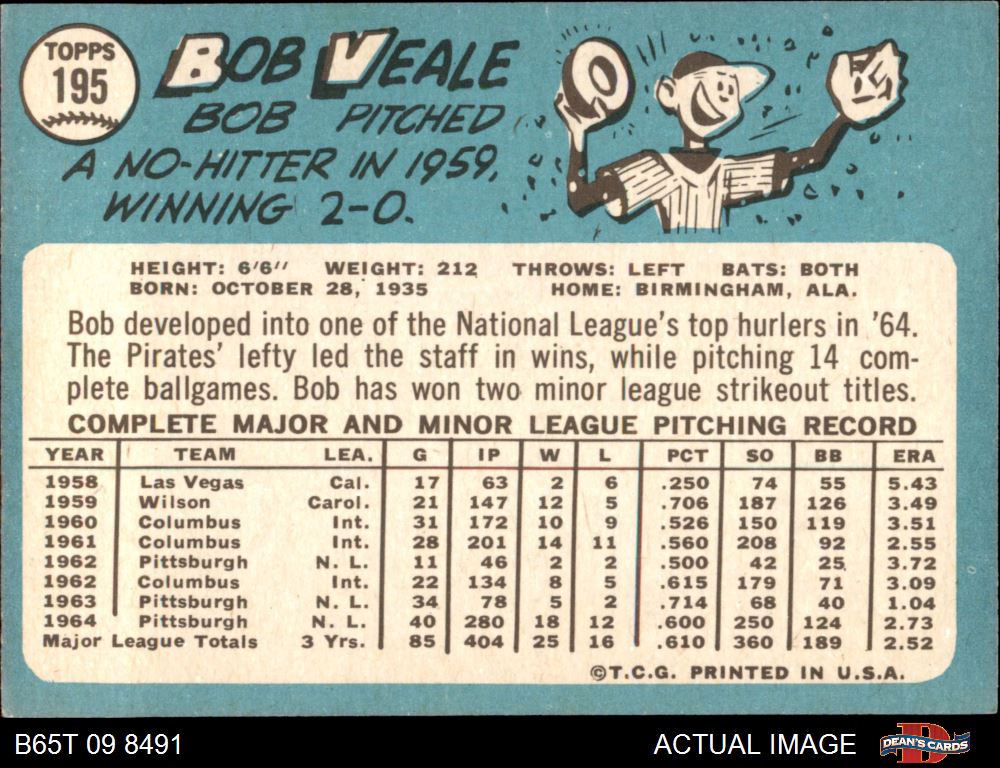 TOPPS
195
BOB VEALE
BOB PITCHED
A NO-HITTER IN 1959,
WINNING 2-0.
HEIGHT: 6'6" WEIGHT: 212 THROWS: LEFT BATS: BOTH
BORN: OCTOBER 28, 1935 HOME: BIRMINGHAM, ALA.
Bob developed into one of the National League's top hurlers in '64.
The Pirates' lefty led the staff in wins, while pitching 14 com-
plete ballgames. Bob has won two minor league strikeout titles.
COMPLETE MAJOR AND MINOR LEAGUE PITCHING RECORD
YEAR TEAM LEA. G IP W L PCT SO BB ERA
1958 Las Vegas Cal. 17 63 2 6 .250 74 55 5.43
1959 Wilson Carol. 21 147 12 5 .706 187 126 3.49
1960 Columbus Int. 31 172 10 9 .526 150 119 3.51
1961 Columbus Int. 28 201 14 11 .560 208 92 2.55
1962 Pittsburgh N. L. 11 46 2 2 .500 42 25 3.72
1962 Columbus Int. 22 134 8 5 .615 179 71 3.09
1963 Pittsburgh N. L. 34 78 5 2 .714 68 40 1.04
1964 Pittsburgh N. L. 40 280 18 12 .600 250 124 2.73
Major League Totals 3 Yrs. 85 404 25 16 .610 360 189 2.52
©T.C.G. PRINTED IN U.S.A.
B65T 09 8491 ACTUAL IMAGE DEAN'S CARDS